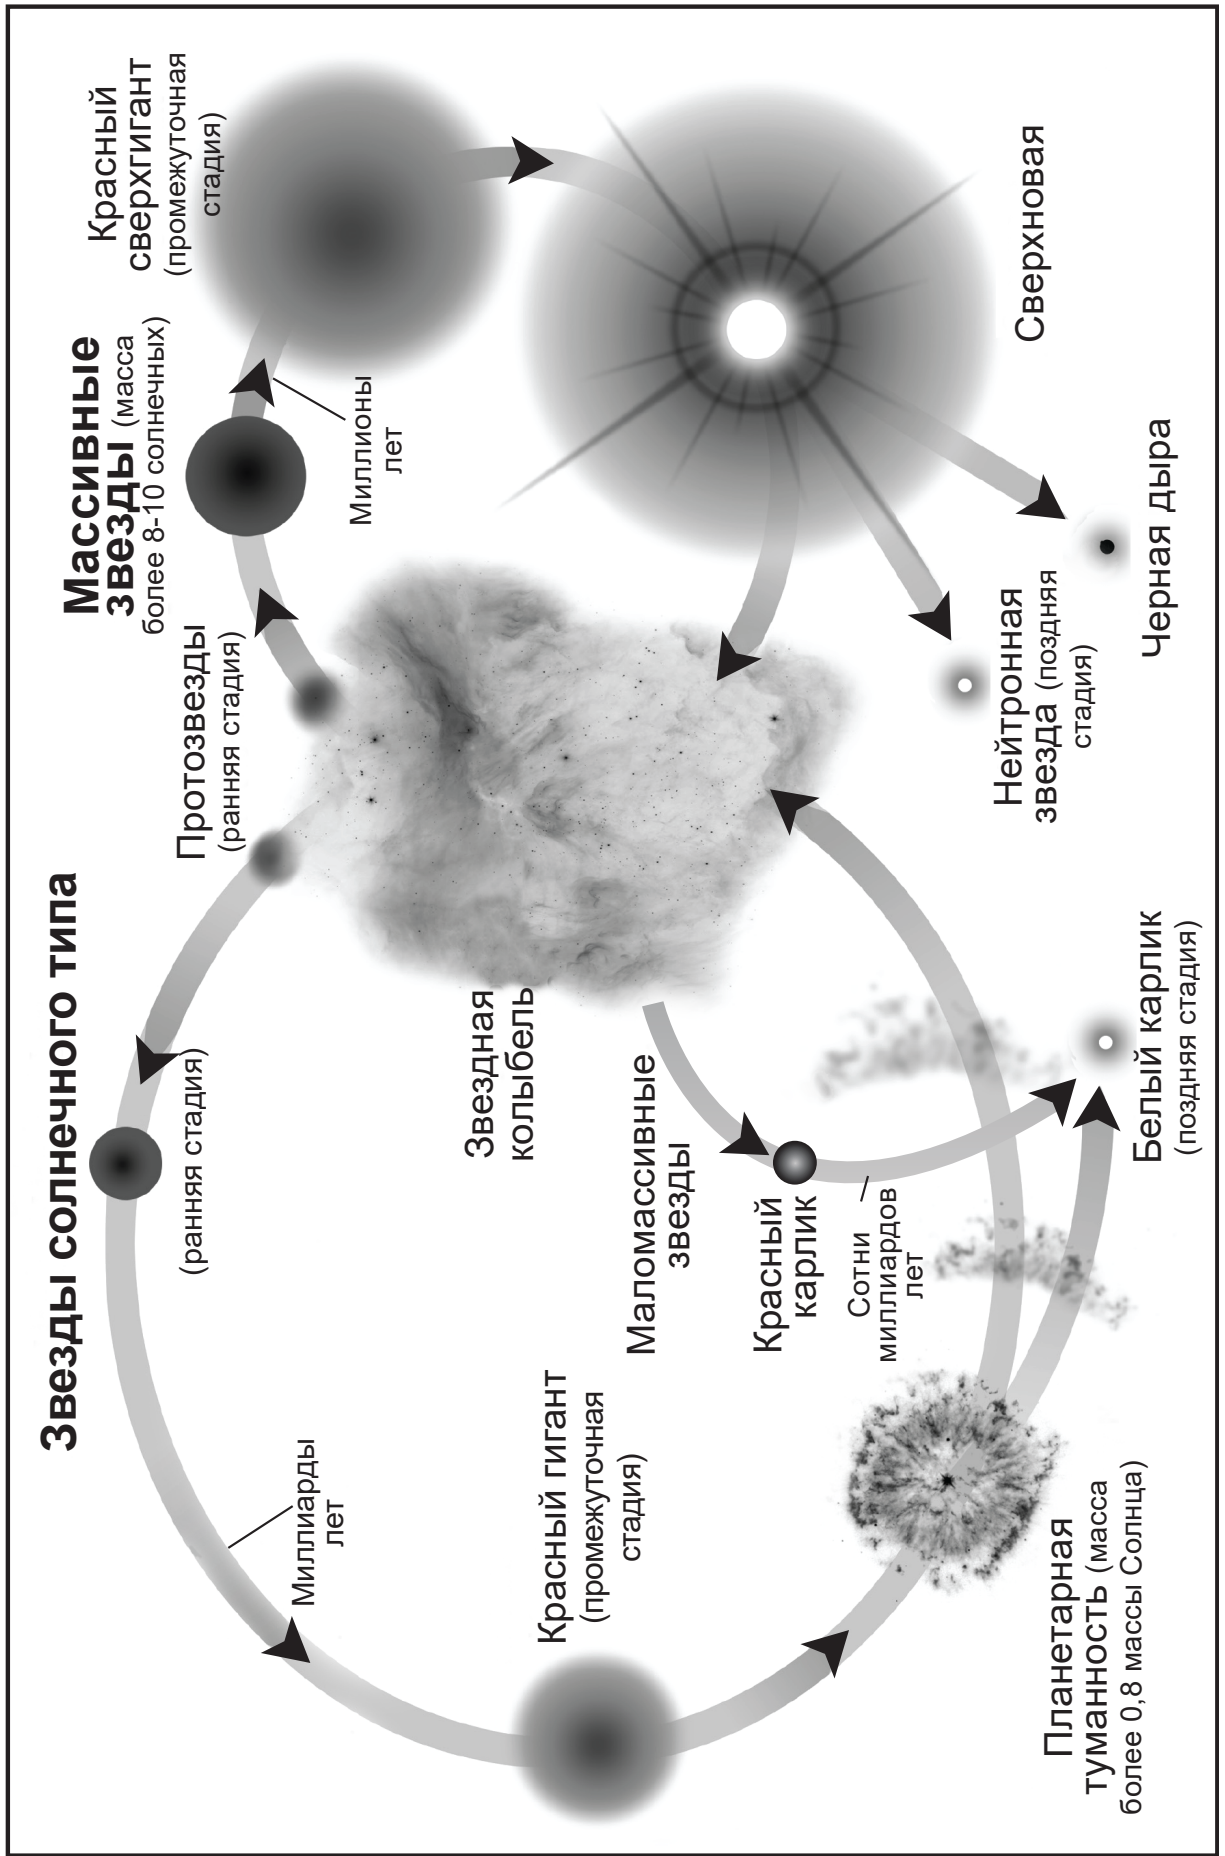 Звезды солнечного типа
Массивные
звезды (масса
более 8-10 солнечных)
Красный
сверхгигант
(промежуточная
стадия)
Протозвезды
(ранняя стадия)
(ранняя стадия)
Миллиарды
лет
Миллионы
лет
Звездная
колыбель
Красный гигант
(промежуточная
стадия)
Маломассивные
звезды
Красный
карлик
Сотни
миллиардов
лет
Сверхновая
Нейтронная
звезда (поздняя
стадия)
Черная дыра
Планетарная
туманность (масса
более 0,8 массы Солнца)
Белый карлик
(поздняя стадия)